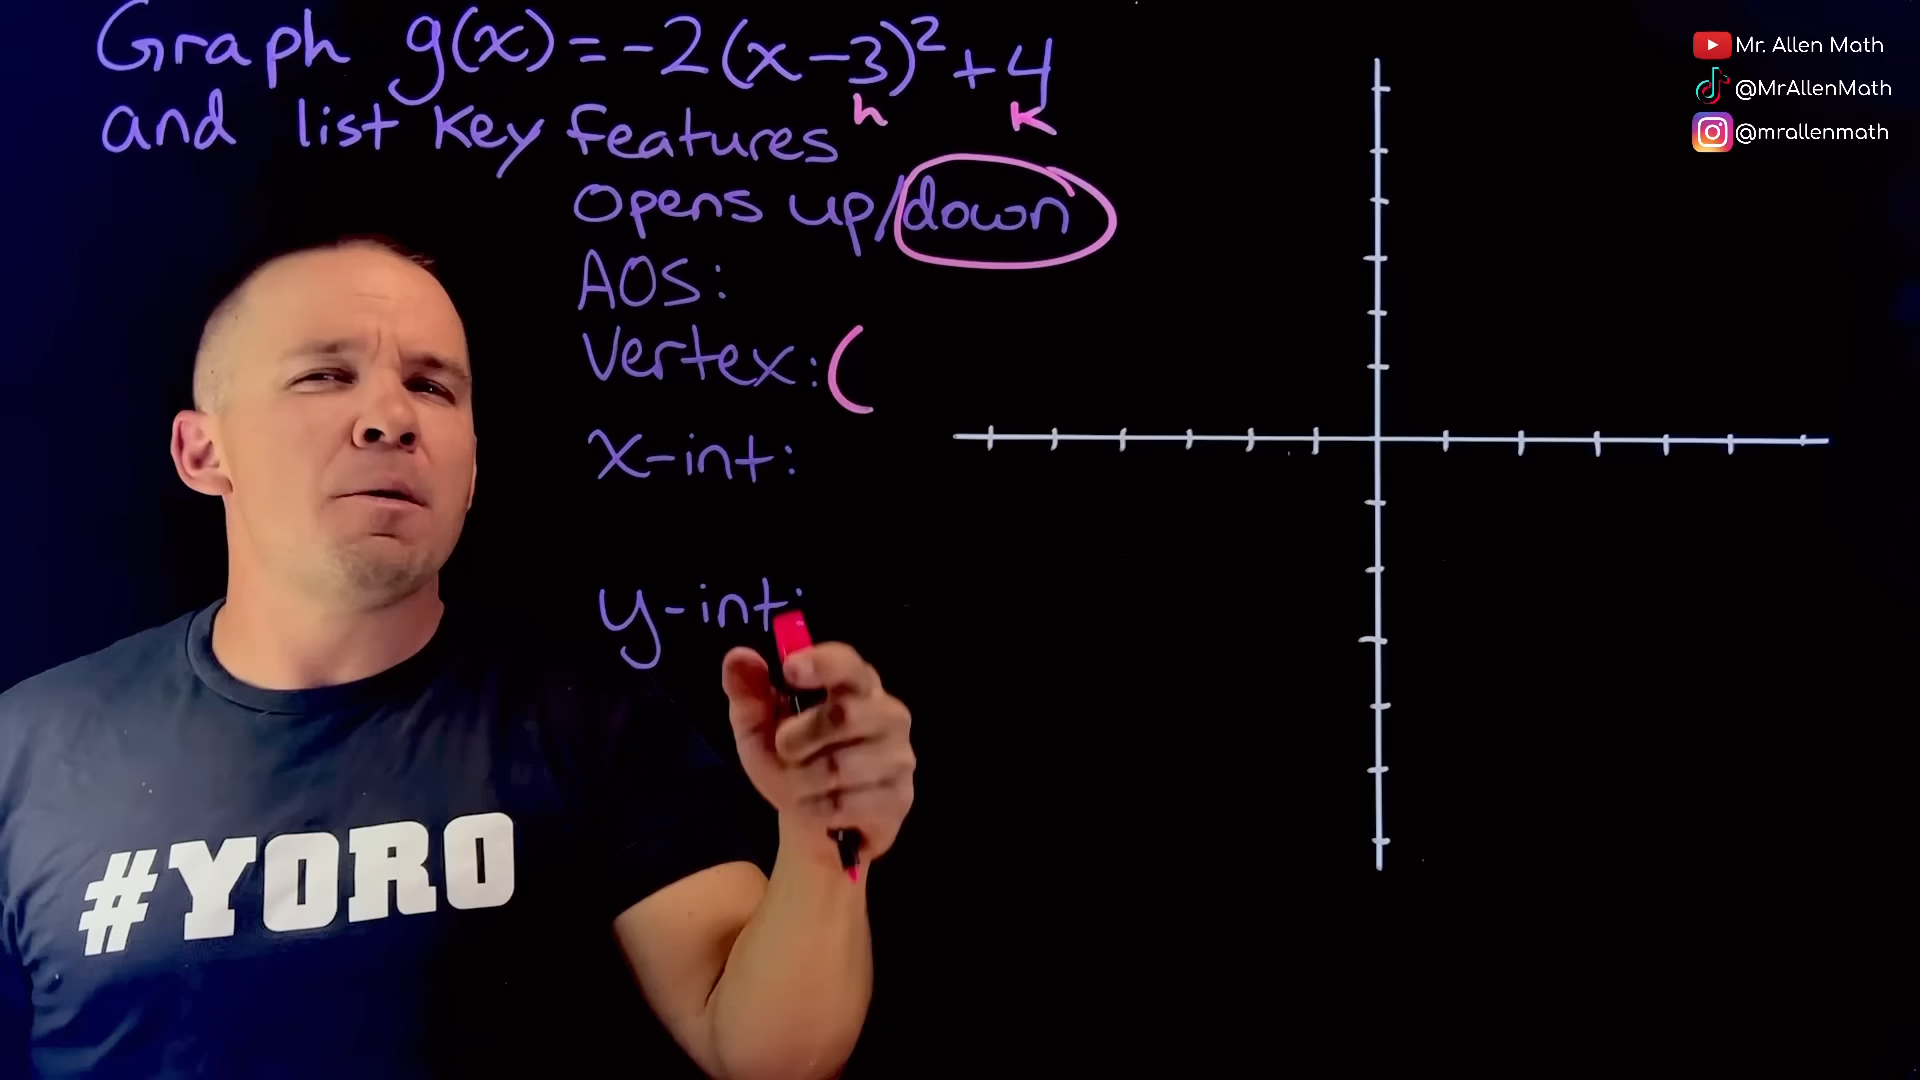 Graph g(x) = -2(x-3)²+4
h k
and list key features
Opens up/down
AOS:
Vertex: (
x-int:
y-int:
#YORO
Mr. Allen Math
@MrAllenMath
@mrallenmath